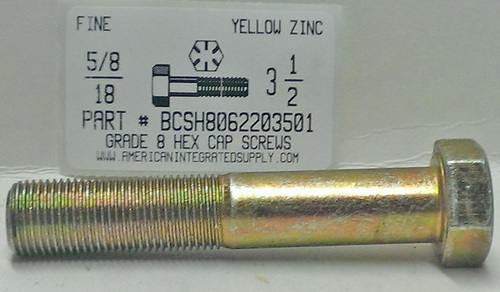 FINE YELLOW ZINC
5/8
18
3 1/2
PART # BCSH8062203501
GRADE 8 HEX CAP SCREWS
WWW.AMERICANINTEGRATEDSUPPLY.COM